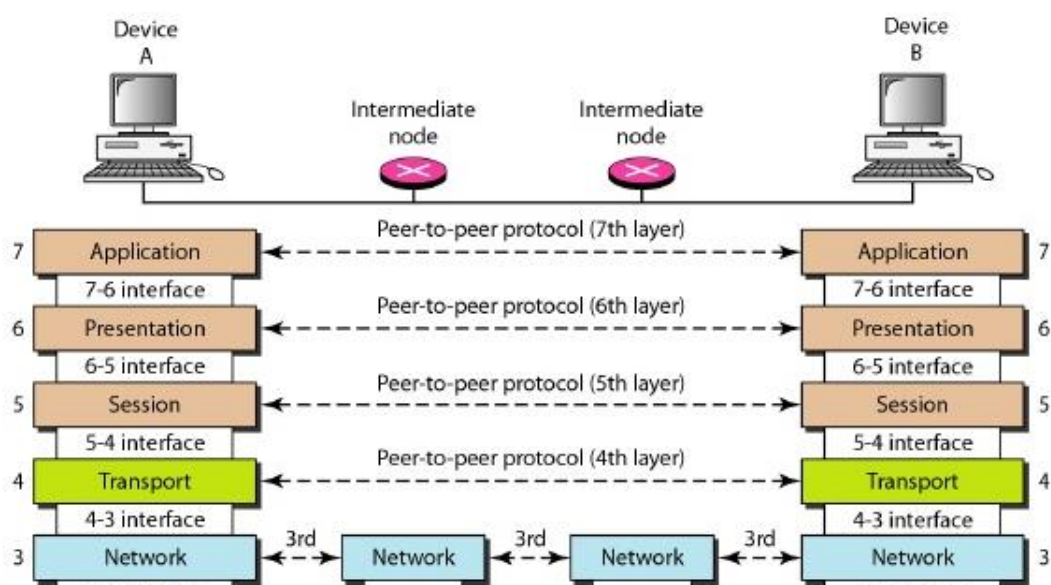 Device
A
Device
B
Intermediate
node
Intermediate
node
Peer-to-peer protocol (7th layer)
7 Application Application 7
7-6 interface 7-6 interface
Peer-to-peer protocol (6th layer)
6 Presentation Presentation 6
6-5 interface 6-5 interface
Peer-to-peer protocol (5th layer)
5 Session Session 5
5-4 interface 5-4 interface
Peer-to-peer protocol (4th layer)
4 Transport Transport 4
4-3 interface 4-3 interface
3rd 3rd 3rd
3 Network Network Network Network 3